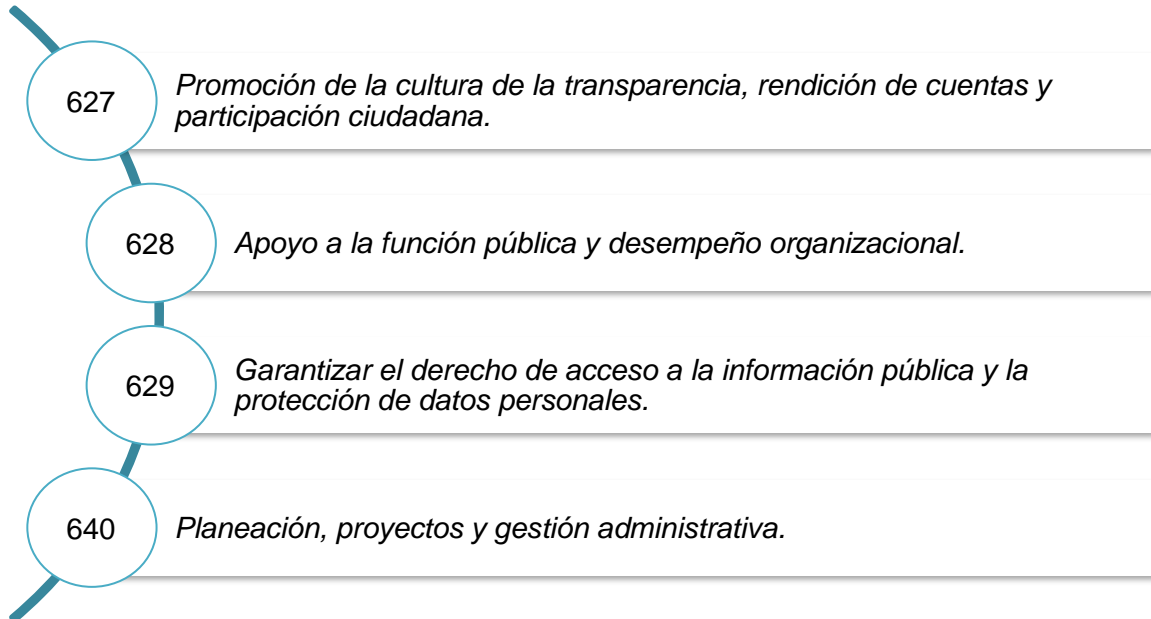 627
Promoción de la cultura de la transparencia, rendición de cuentas y
participación ciudadana.
628
Apoyo a la función pública y desempeño organizacional.
629
Garantizar el derecho de acceso a la información pública y la
protección de datos personales.
640
Planeación, proyectos y gestión administrativa.